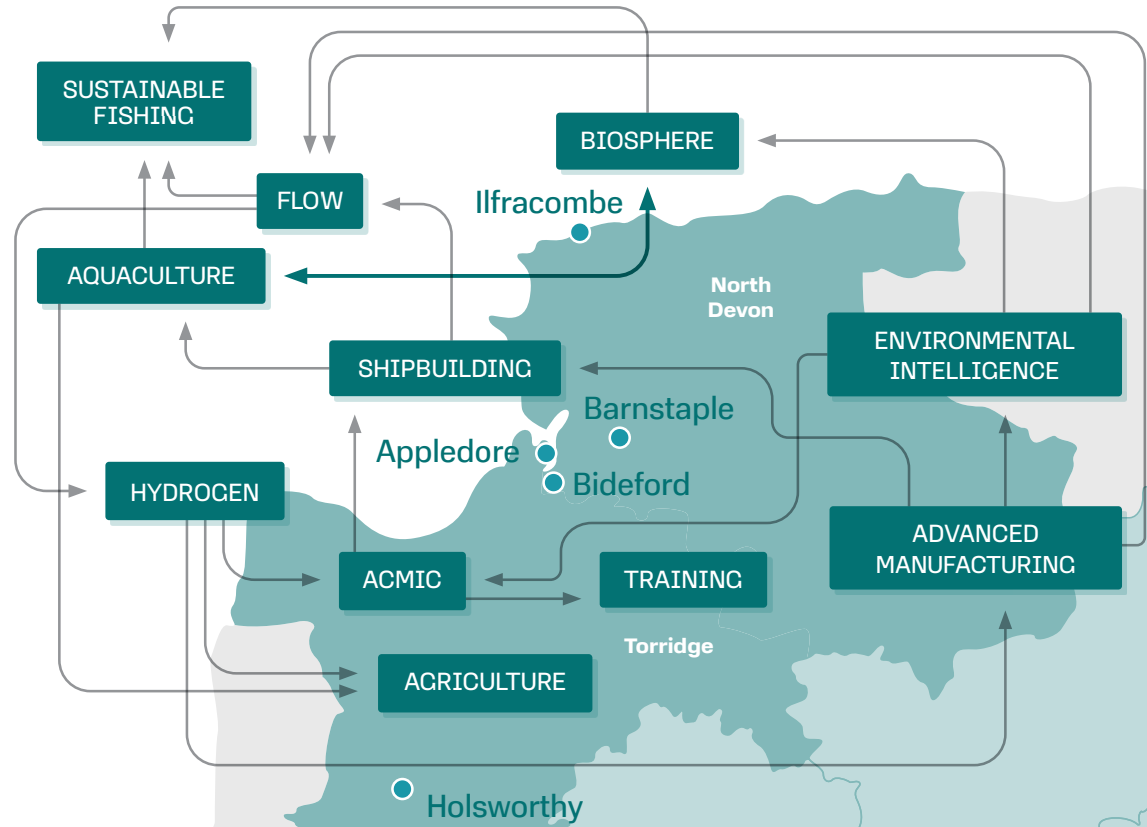 SUSTAINABLE
FISHING
BIOSPHERE
FLOW
Ilfracombe
AQUACULTURE
North
Devon
ENVIRONMENTAL
INTELLIGENCE
SHIPBUILDING
Barnstaple
Appledore
Bideford
HYDROGEN
ADVANCED
MANUFACTURING
ACMIC
TRAINING
Torridge
AGRICULTURE
Holsworthy